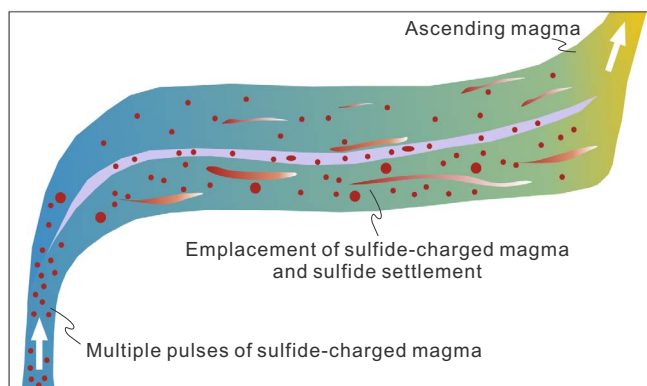 Ascending magma
Emplacement of sulfide-charged magma
and sulfide settlement
Multiple pulses of sulfide-charged magma